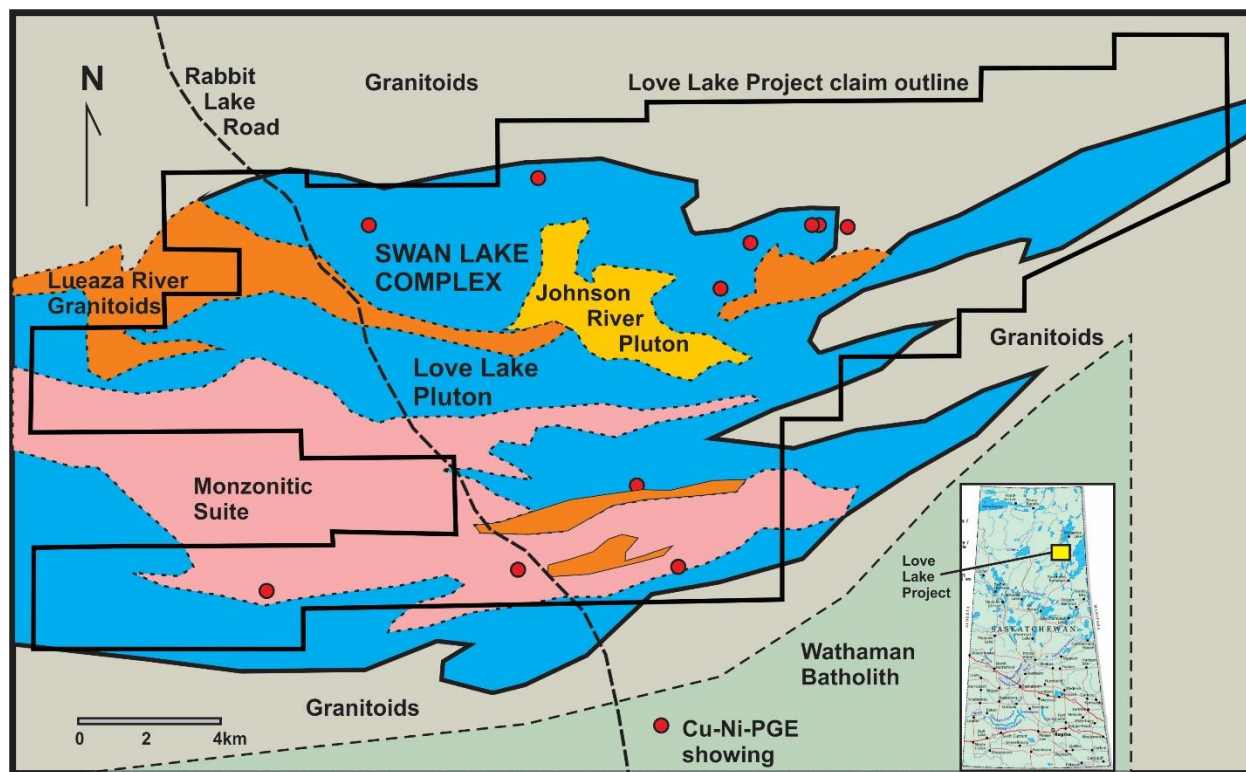 N
Rabbit
Lake
Road
Granitoids
Love Lake Project claim outline
Lueaza River
Granitoids
SWAN LAKE
COMPLEX
Johnson
River
Pluton
Love Lake
Pluton
Granitoids
Monzonitic
Suite
Love
Lake
Project
SASKATCHEWAN
Wathaman
Batholith
Granitoids
0 2 4km
Cu-Ni-PGE
showing